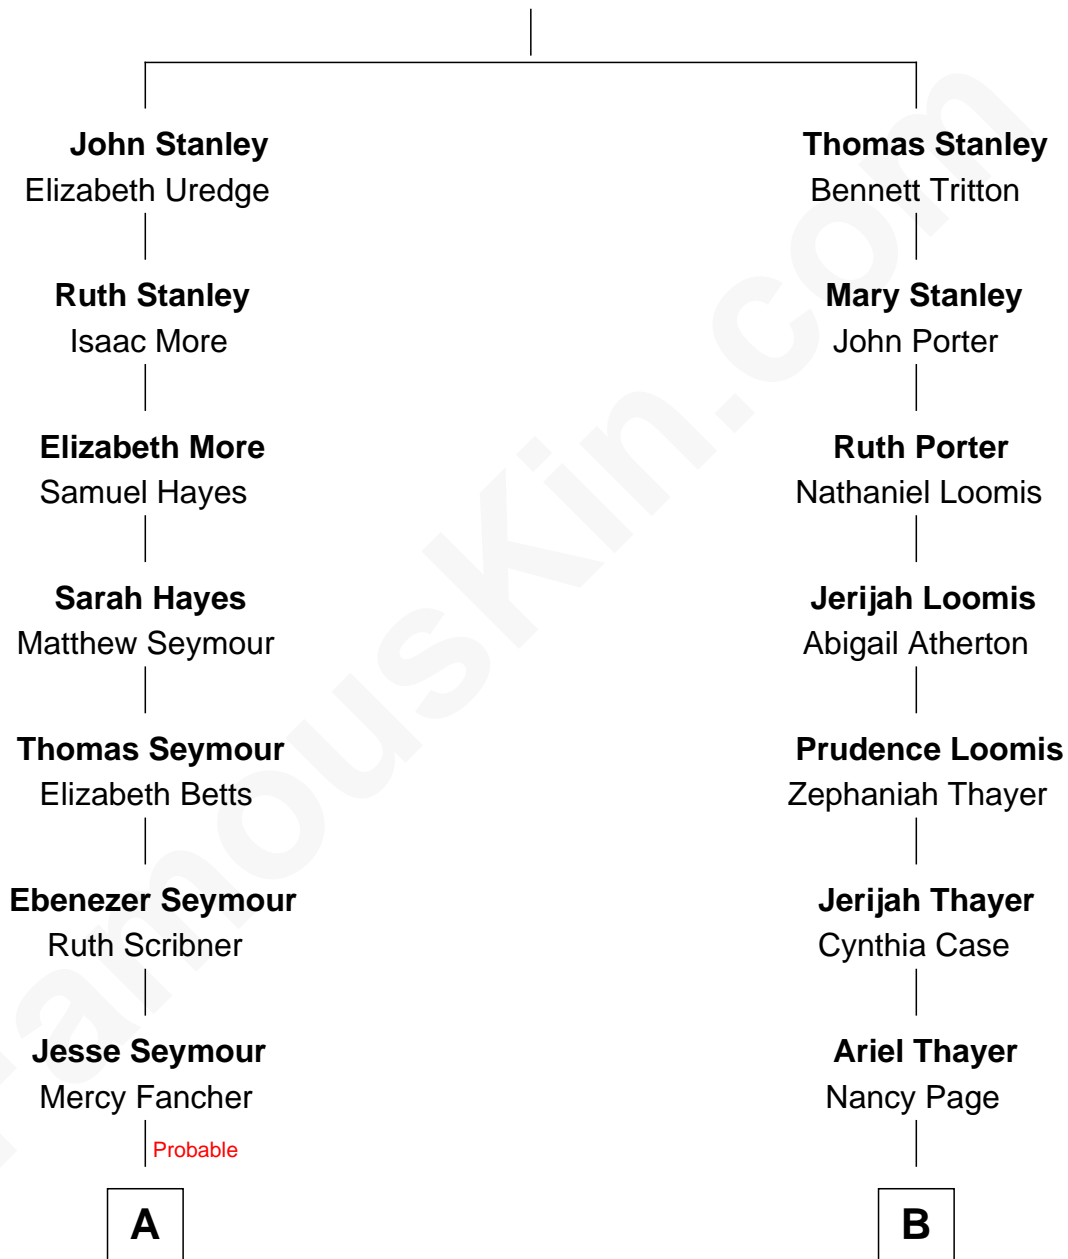 John Stanley
Elizabeth Uredge
Ruth Stanley
Isaac More
Elizabeth More
Samuel Hayes
Sarah Hayes
Matthew Seymour
Thomas Seymour
Elizabeth Betts
Ebenezer Seymour
Ruth Scribner
Jesse Seymour
Mercy Fancher
Probable
A
Thomas Stanley
Bennett Tritton
Mary Stanley
John Porter
Ruth Porter
Nathaniel Loomis
Jerijah Loomis
Abigail Atherton
Prudence Loomis
Zephaniah Thayer
Jerijah Thayer
Cynthia Case
Ariel Thayer
Nancy Page
B
FamousKin.com